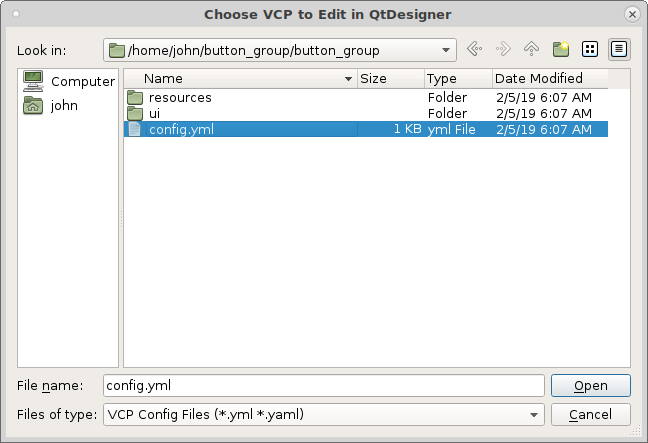 Choose VCP to Edit in QtDesigner
Look in: /home/john/button_group/button_group
Computer
john
Name Size Type Date Modified
resources Folder 2/5/19 6:07 AM
ui Folder 2/5/19 6:07 AM
config.yml 1 KB yml File 2/5/19 6:07 AM
File name: config.yml Open
Files of type: VCP Config Files (*.yml *.yaml) Cancel